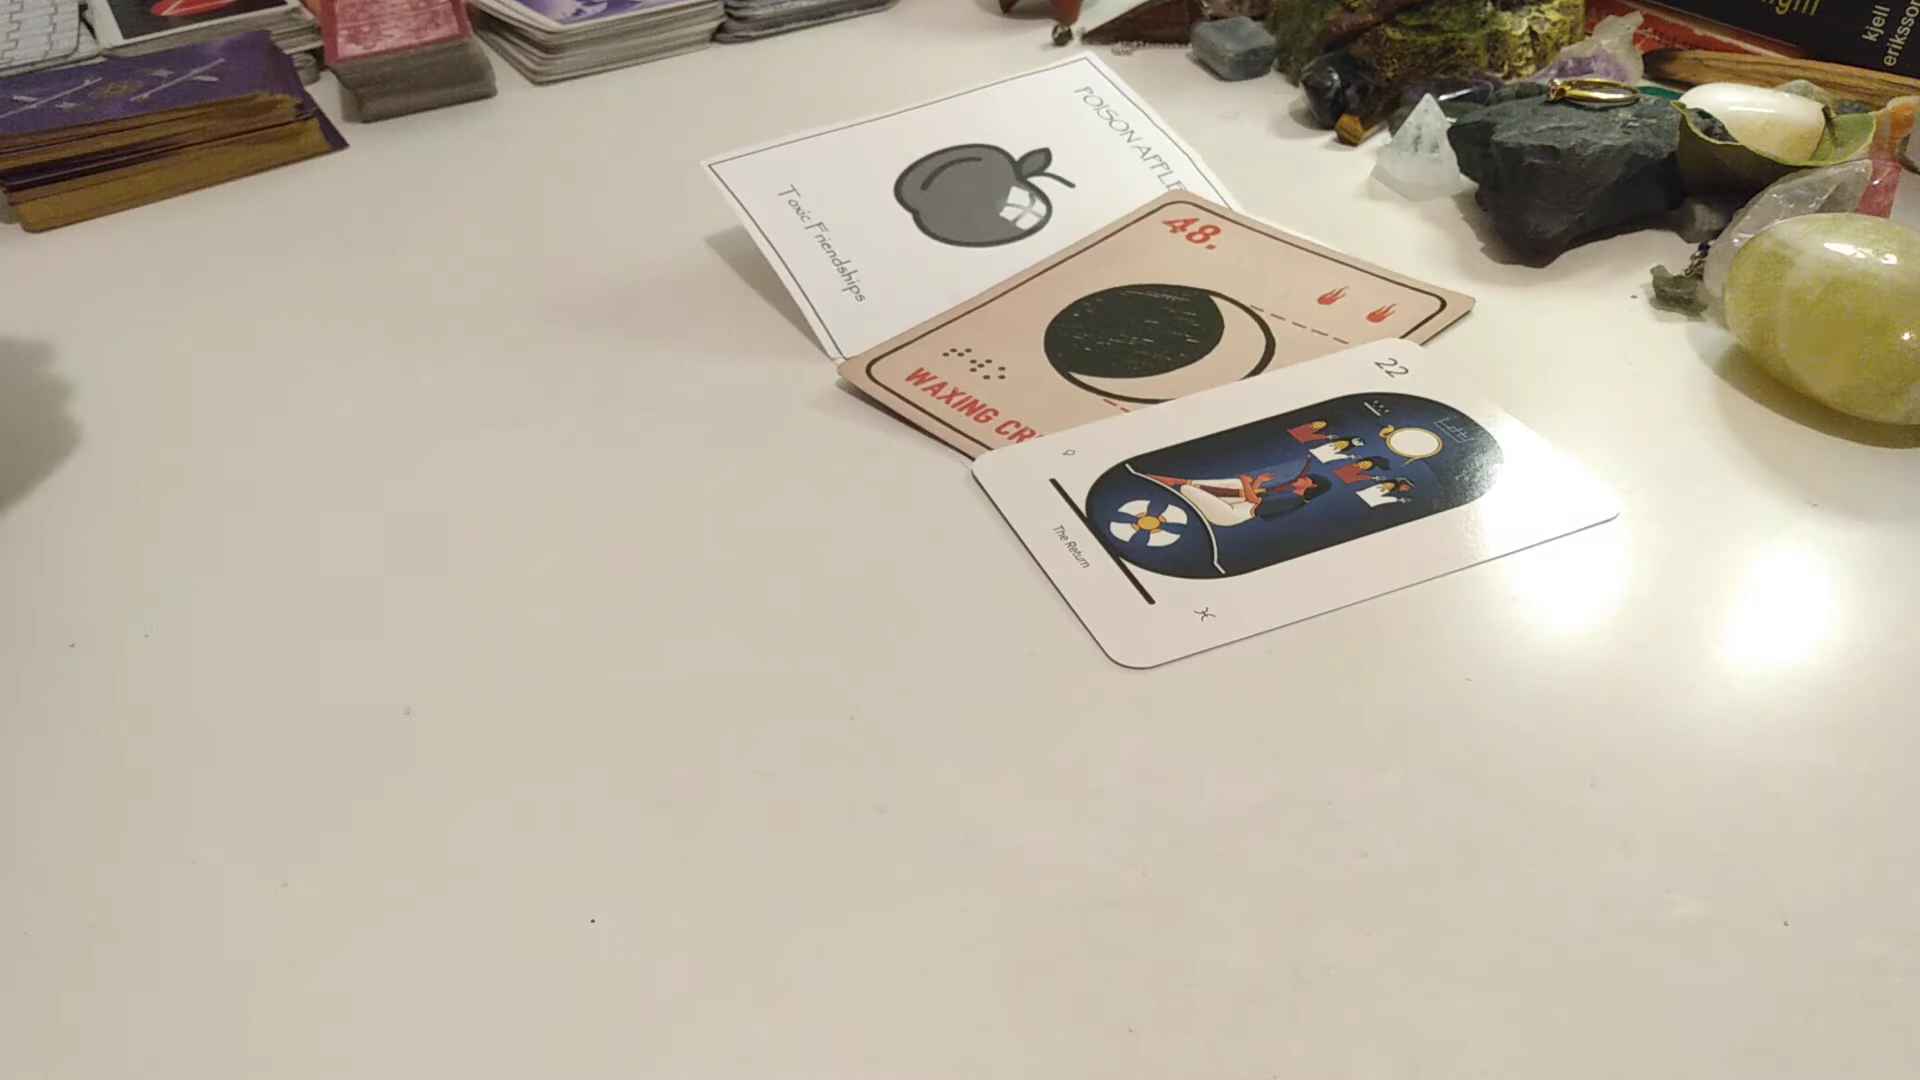 POISON APPLE
Toxic Friendships
48.
WAXING CR
22
The Return
kjell
eriksson